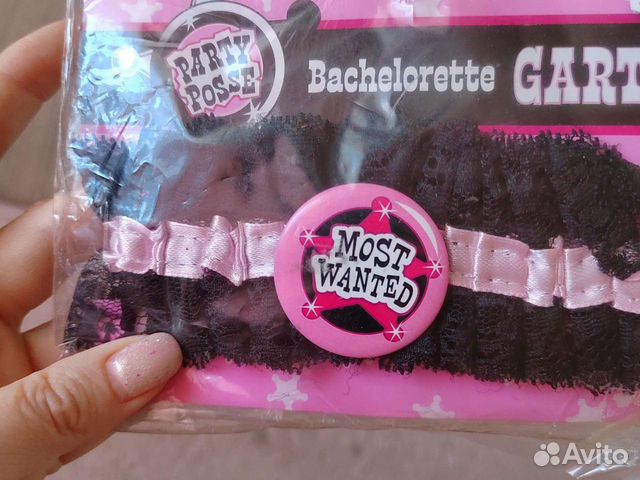 PARTY
POSSE
Bachelorette GART
MOST
WANTED
Avito